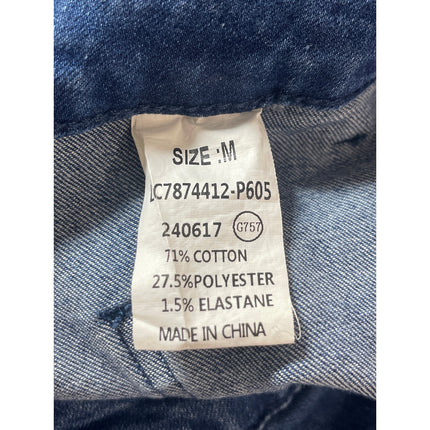 SIZE :M
LC7874412-P605
240617 G757
71% COTTON
27.5%POLYESTER
1.5% ELASTANE
MADE IN CHINA